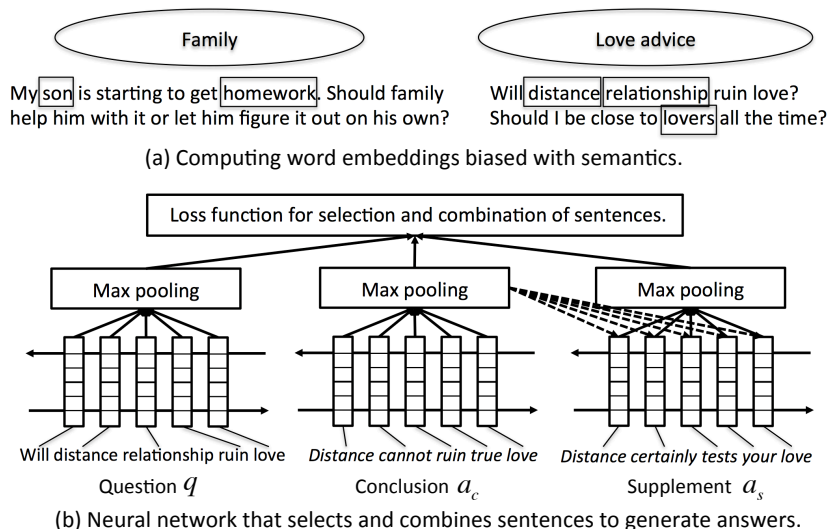 Family
Love advice
My son is starting to get homework. Should family
help him with it or let him figure it out on his own?
Will distance relationship ruin love?
Should I be close to lovers all the time?
(a) Computing word embeddings biased with semantics.
Loss function for selection and combination of sentences.
Max pooling
Max pooling
Max pooling
Will distance relationship ruin love
Distance cannot ruin true love
Distance certainly tests your love
Question q
Conclusion a_c
Supplement a_s
(b) Neural network that selects and combines sentences to generate answers.